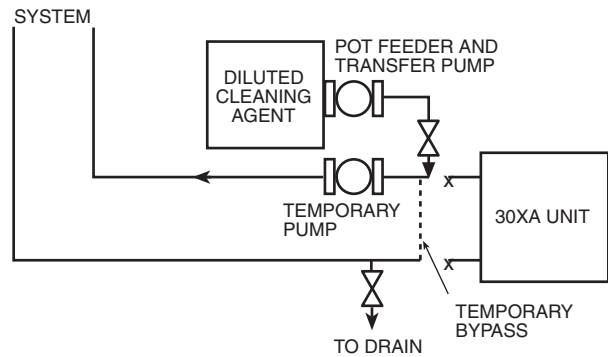 SYSTEM
POT FEEDER AND
TRANSFER PUMP
DILUTED
CLEANING
AGENT
TEMPORARY
PUMP
x
x
30XA UNIT
TEMPORARY
BYPASS
TO DRAIN